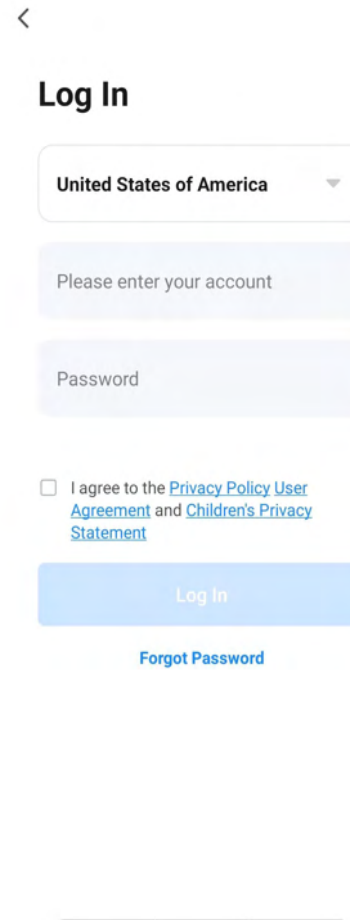 Log In
United States of America
Please enter your account
Password
I agree to the Privacy Policy User
Agreement and Children's Privacy
Statement
Log In
Forgot Password